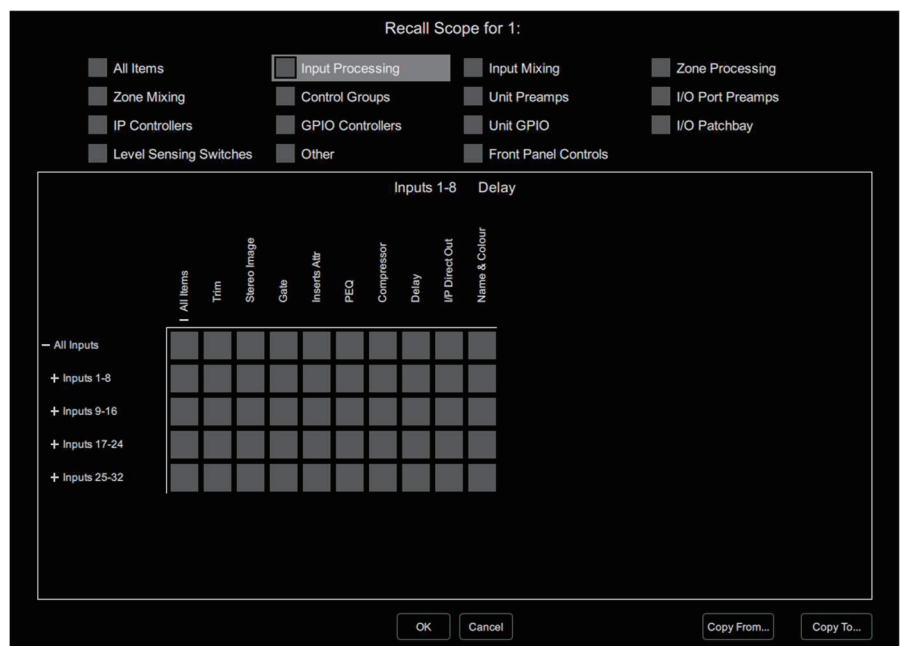 Recall Scope for 1:
All Items Input Processing Input Mixing Zone Processing
Zone Mixing Control Groups Unit Preamps I/O Port Preamps
IP Controllers GPIO Controllers Unit GPIO I/O Patchbay
Level Sensing Switches Other Front Panel Controls
Inputs 1-8 Delay
All Items
Trim
Stereo Image
Gate
Inserts Attr
PEQ
Compressor
Delay
I/P Direct Out
Name & Colour
− All Inputs
+ Inputs 1-8
+ Inputs 9-16
+ Inputs 17-24
+ Inputs 25-32
OK Cancel Copy From... Copy To...